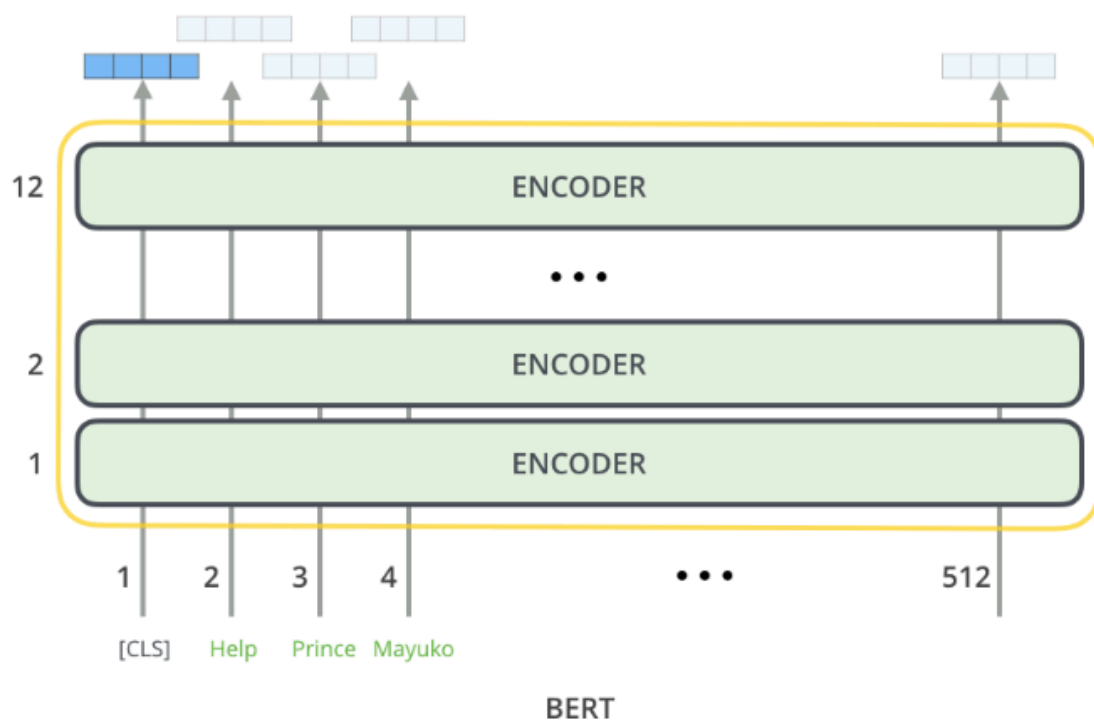 12 ENCODER
...
2 ENCODER
1 ENCODER
1 2 3 4 ... 512
[CLS] Help Prince Mayuko
BERT